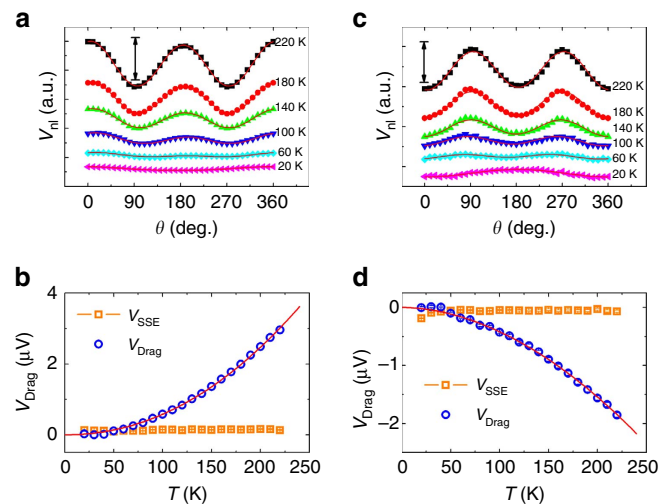 a
V_nl (a.u.)
220 K
180 K
140 K
100 K
60 K
20 K
0 90 180 270 360
θ (deg.)
c
V_nl (a.u.)
220 K
180 K
140 K
100 K
60 K
20 K
0 90 180 270 360
θ (deg.)
b
V_Drag (μV)
4
2
0
V_SSE
V_Drag
0 50 100 150 200 250
T (K)
d
V_Drag (μV)
0
−1
−2
V_SSE
V_Drag
0 50 100 150 200 250
T (K)